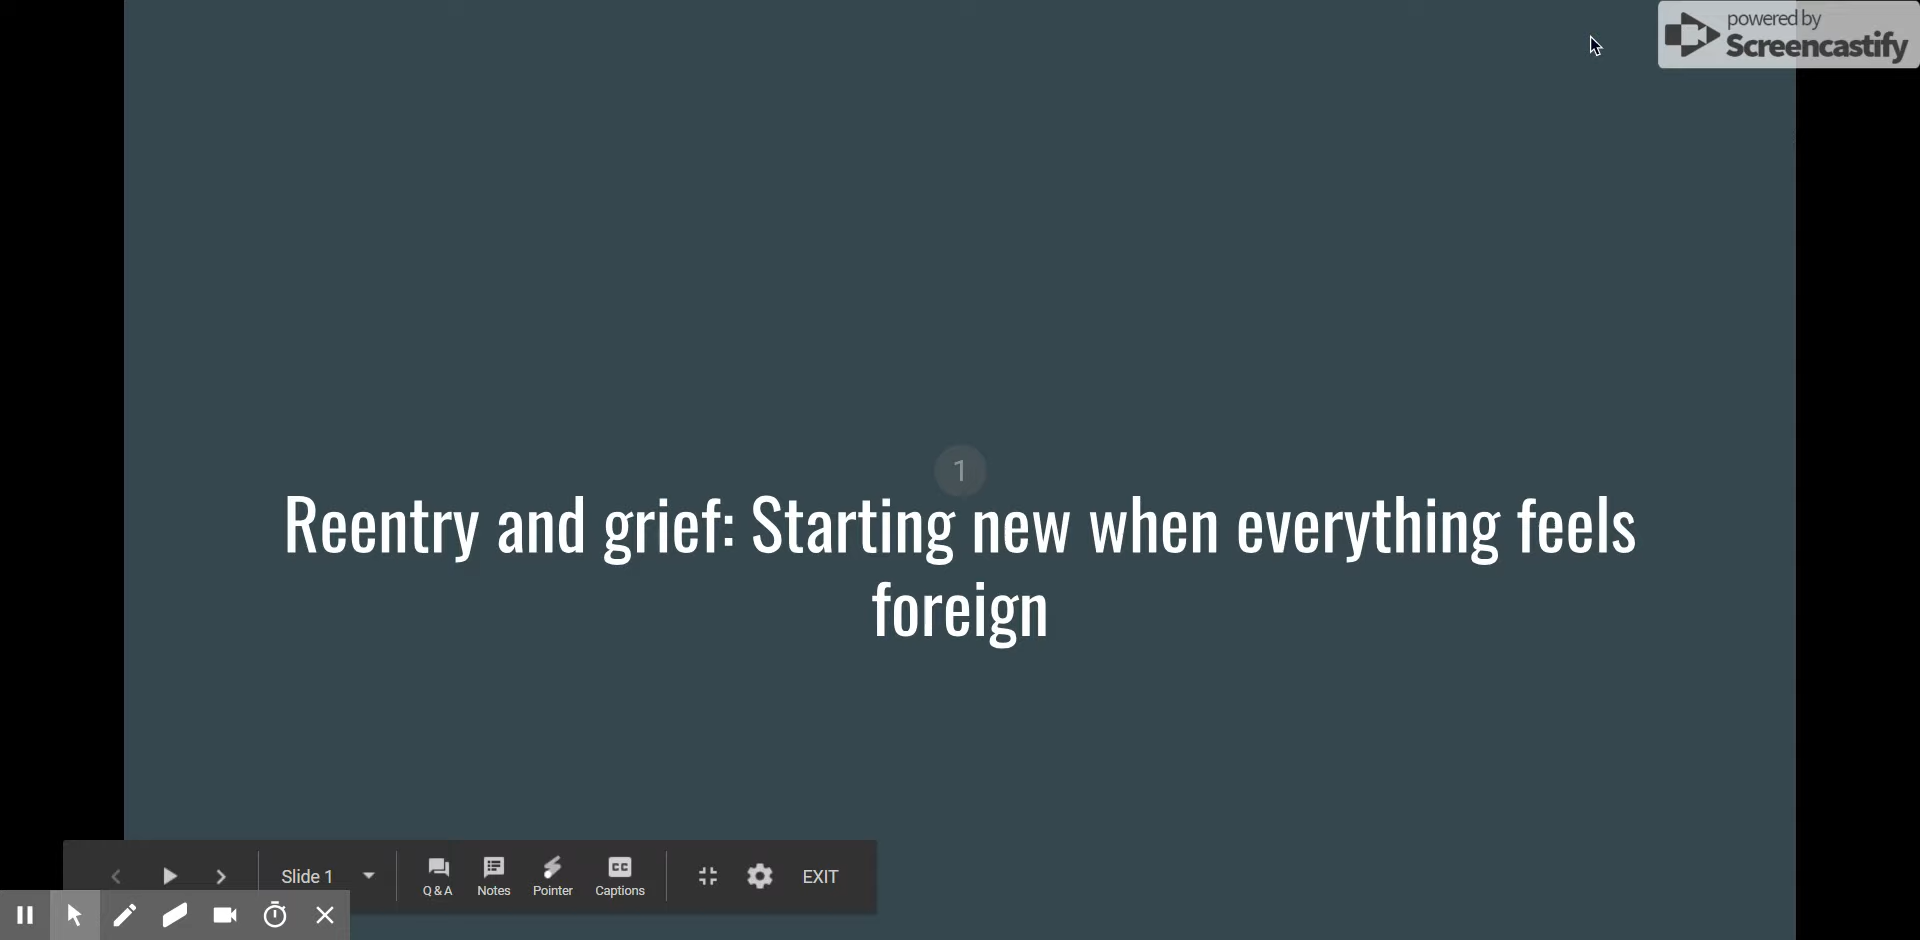 powered by
Screencastify
1
Reentry and grief: Starting new when everything feels
foreign
Slide 1
Q & A
Notes
Pointer
CC
Captions
EXIT